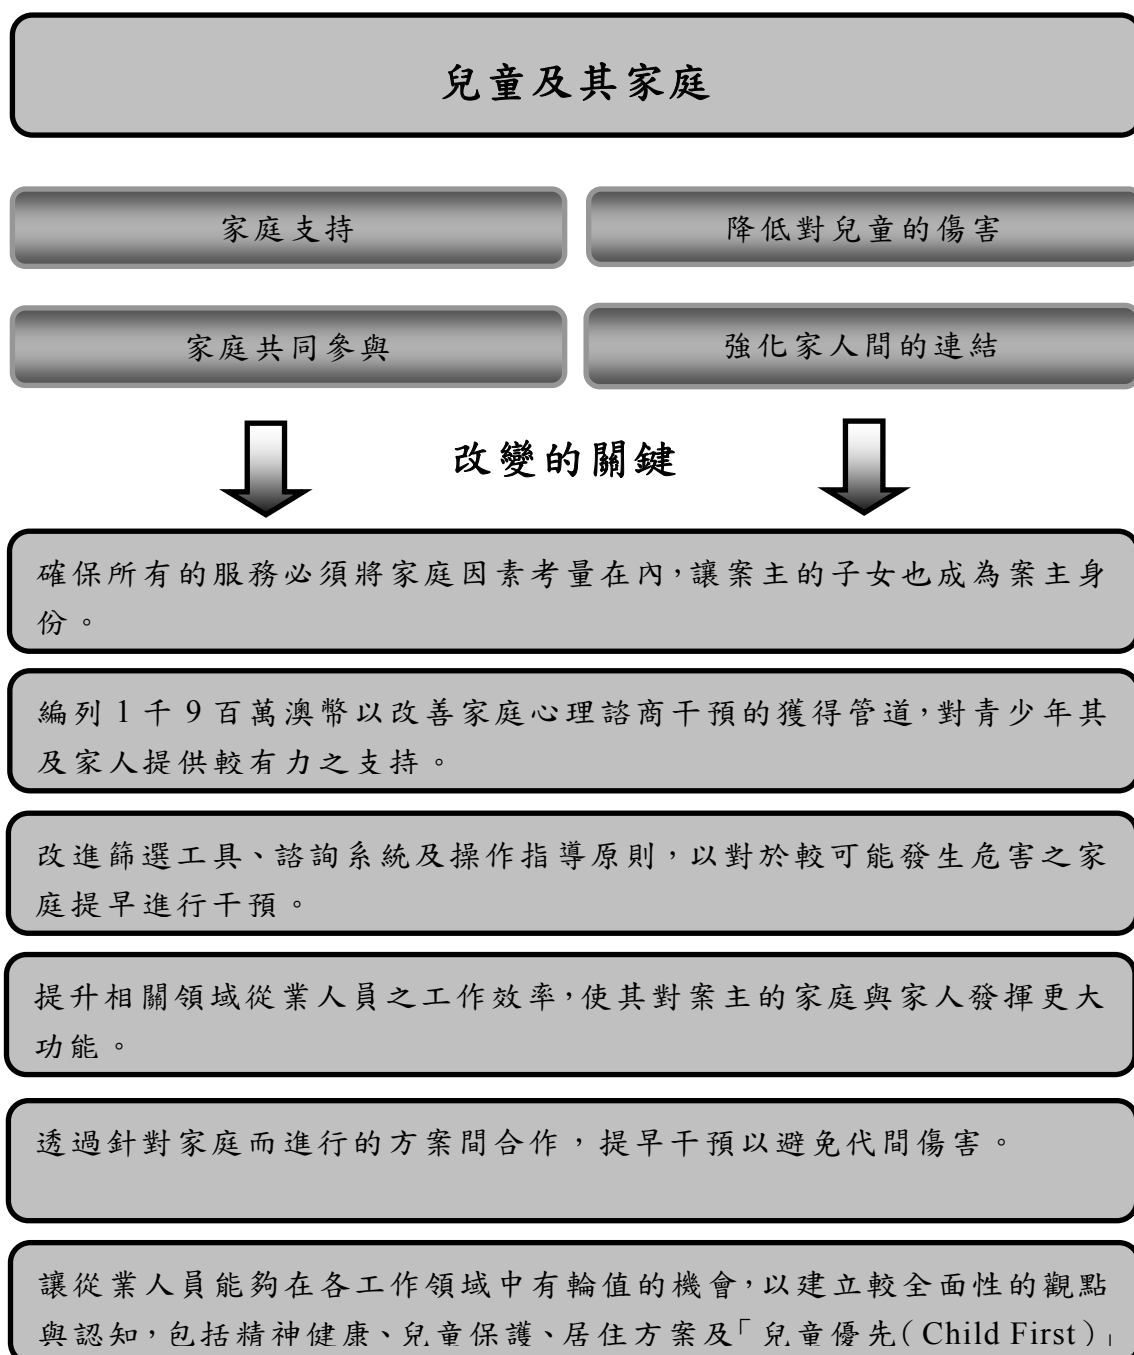 兒童及其家庭
家庭支持
降低對兒童的傷害
家庭共同參與
強化家人間的連結
改變的關鍵
確保所有的服務必須將家庭因素考量在內，讓案主的子女也成為案主身
份。
編列 1 千 9 百萬澳幣以改善家庭心理諮商干預的獲得管道，對青少年其
及家人提供較有力之支持。
改進篩選工具、諮詢系統及操作指導原則，以對於較可能發生危害之家
庭提早進行干預。
提升相關領域從業人員之工作效率，使其對案主的家庭與家人發揮更大
功能。
透過針對家庭而進行的方案間合作，提早干預以避免代間傷害。
讓從業人員能夠在各工作領域中有輪值的機會，以建立較全面性的觀點
與認知，包括精神健康、兒童保護、居住方案及「兒童優先（Child First）」